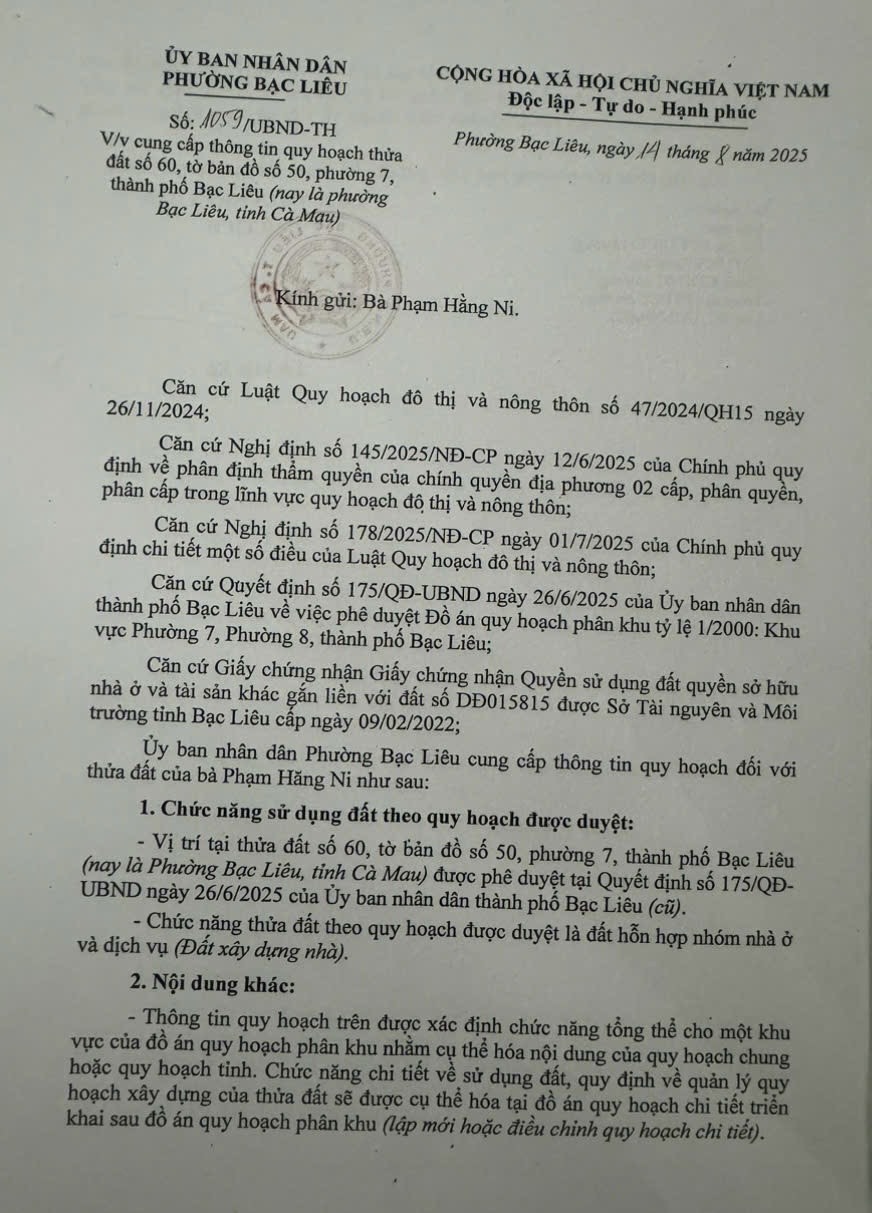 ỦY BAN NHÂN DÂN
PHƯỜNG BẠC LIÊU
CỘNG HÒA XÃ HỘI CHỦ NGHĨA VIỆT NAM
Độc lập - Tự do - Hạnh phúc
Số: 1059/UBND-TH
V/v cung cấp thông tin quy hoạch thửa
đất số 60, tờ bản đồ số 50, phường 7,
thành phố Bạc Liêu (nay là phường
Bạc Liêu, tỉnh Cà Mau)
Phường Bạc Liêu, ngày 14 tháng 8 năm 2025
Kính gửi: Bà Phạm Hằng Ni.
Căn cứ Luật Quy hoạch đô thị và nông thôn số 47/2024/QH15 ngày
26/11/2024;
Căn cứ Nghị định số 145/2025/NĐ-CP ngày 12/6/2025 của Chính phủ quy
định về phân định thẩm quyền của chính quyền địa phương 02 cấp, phân quyền,
phân cấp trong lĩnh vực quy hoạch đô thị và nông thôn;
Căn cứ Nghị định số 178/2025/NĐ-CP ngày 01/7/2025 của Chính phủ quy
định chi tiết một số điều của Luật Quy hoạch đô thị và nông thôn;
Căn cứ Quyết định số 175/QĐ-UBND ngày 26/6/2025 của Ủy ban nhân dân
thành phố Bạc Liêu về việc phê duyệt Đồ án quy hoạch phân khu tỷ lệ 1/2000: Khu
vực Phường 7, Phường 8, thành phố Bạc Liêu;
Căn cứ Giấy chứng nhận Giấy chứng nhận Quyền sử dụng đất quyền sở hữu
nhà ở và tài sản khác gắn liền với đất số DĐ015815 được Sở Tài nguyên và Môi
trường tỉnh Bạc Liêu cấp ngày 09/02/2022;
Ủy ban nhân dân Phường Bạc Liêu cung cấp thông tin quy hoạch đối với
thửa đất của bà Phạm Hăng Ni như sau:
1. Chức năng sử dụng đất theo quy hoạch được duyệt:
- Vị trí tại thửa đất số 60, tờ bản đồ số 50, phường 7, thành phố Bạc Liêu
(nay là Phường Bạc Liêu, tỉnh Cà Mau) được phê duyệt tại Quyết định số 175/QĐ-
UBND ngày 26/6/2025 của Ủy ban nhân dân thành phố Bạc Liêu (cũ).
- Chức năng thửa đất theo quy hoạch được duyệt là đất hỗn hợp nhóm nhà ở
và dịch vụ (Đất xây dựng nhà).
2. Nội dung khác:
- Thông tin quy hoạch trên được xác định chức năng tổng thể cho một khu
vực của đồ án quy hoạch phân khu nhằm cụ thể hóa nội dung của quy hoạch chung
hoặc quy hoạch tỉnh. Chức năng chi tiết về sử dụng đất, quy định về quản lý quy
hoạch xây dựng của thửa đất sẽ được cụ thể hóa tại đồ án quy hoạch chi tiết triển
khai sau đồ án quy hoạch phân khu (lập mới hoặc điều chỉnh quy hoạch chi tiết).